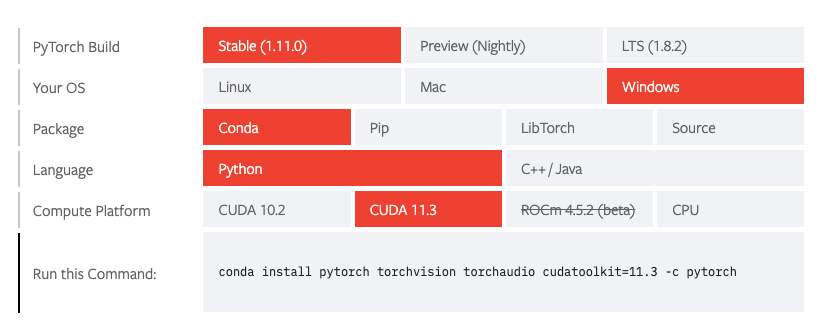 PyTorch Build Stable (1.11.0) Preview (Nightly) LTS (1.8.2)
Your OS Linux Mac Windows
Package Conda Pip LibTorch Source
Language Python C++ / Java
Compute Platform CUDA 10.2 CUDA 11.3 ROCm 4.5.2 (beta) CPU
Run this Command: conda install pytorch torchvision torchaudio cudatoolkit=11.3 -c pytorch